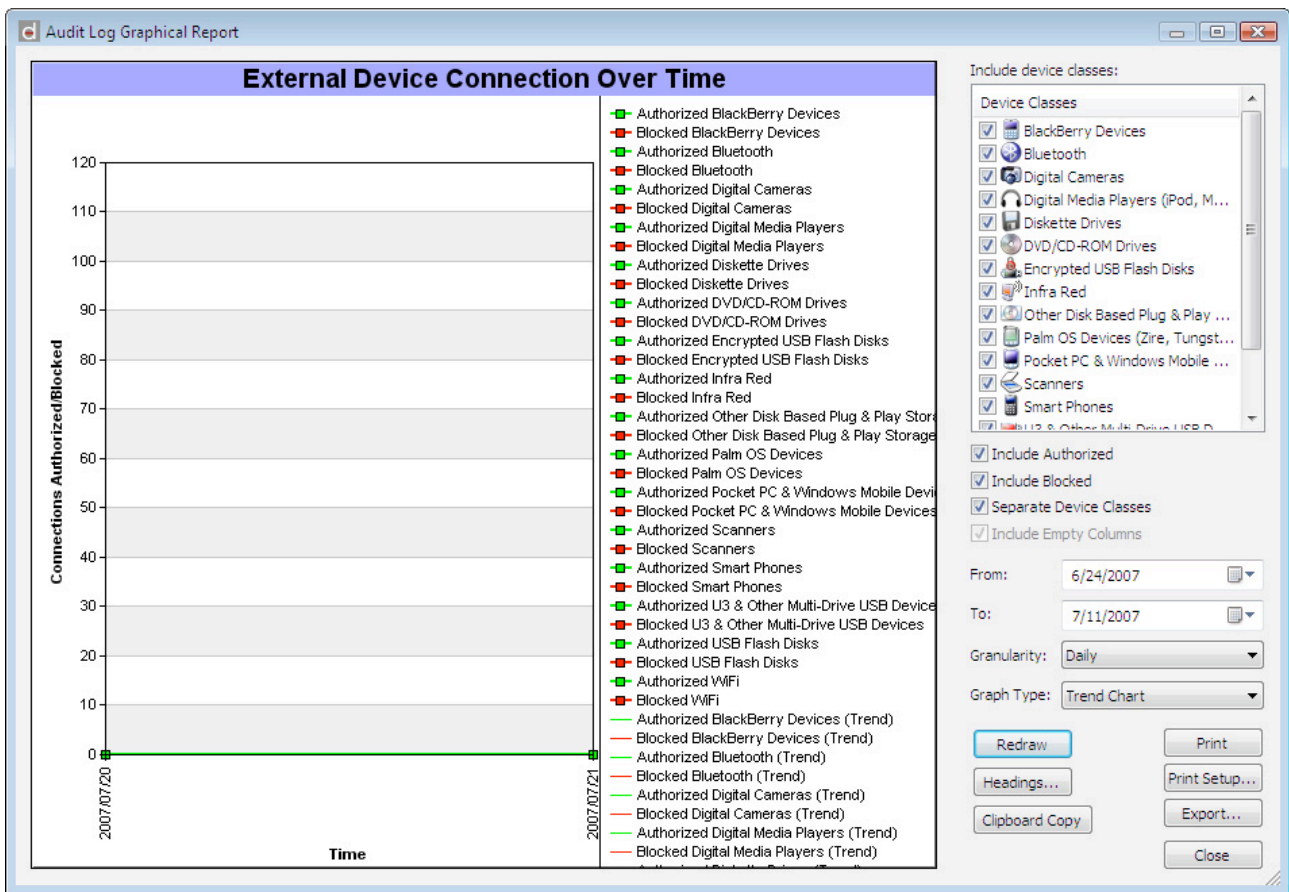 Audit Log Graphical Report
External Device Connection Over Time
Connections Authorized/Blocked
120
110
100
90
80
70
60
50
40
30
20
10
0
2007/07/20
2007/07/21
Time
Authorized BlackBerry Devices
Blocked BlackBerry Devices
Authorized Bluetooth
Blocked Bluetooth
Authorized Digital Cameras
Blocked Digital Cameras
Authorized Digital Media Players
Blocked Digital Media Players
Authorized Diskette Drives
Blocked Diskette Drives
Authorized DVD/CD-ROM Drives
Blocked DVD/CD-ROM Drives
Authorized Encrypted USB Flash Disks
Blocked Encrypted USB Flash Disks
Authorized Infra Red
Blocked Infra Red
Authorized Other Disk Based Plug & Play Stor
Blocked Other Disk Based Plug & Play Storage
Authorized Palm OS Devices
Blocked Palm OS Devices
Authorized Pocket PC & Windows Mobile Devi
Blocked Pocket PC & Windows Mobile Devices
Authorized Scanners
Blocked Scanners
Authorized Smart Phones
Blocked Smart Phones
Authorized U3 & Other Multi-Drive USB Device
Blocked U3 & Other Multi-Drive USB Devices
Authorized USB Flash Disks
Blocked USB Flash Disks
Authorized WiFi
Blocked WiFi
Authorized BlackBerry Devices (Trend)
Blocked BlackBerry Devices (Trend)
Authorized Bluetooth (Trend)
Blocked Bluetooth (Trend)
Authorized Digital Cameras (Trend)
Blocked Digital Cameras (Trend)
Authorized Digital Media Players (Trend)
Blocked Digital Media Players (Trend)
Include device classes:
Device Classes
BlackBerry Devices
Bluetooth
Digital Cameras
Digital Media Players (iPod, M...
Diskette Drives
DVD/CD-ROM Drives
Encrypted USB Flash Disks
Infra Red
Other Disk Based Plug & Play ...
Palm OS Devices (Zire, Tungst...
Pocket PC & Windows Mobile ...
Scanners
Smart Phones
U3 & Other Multi-Drive USB D
Include Authorized
Include Blocked
Separate Device Classes
Include Empty Columns
From: 6/24/2007
To: 7/11/2007
Granularity: Daily
Graph Type: Trend Chart
Redraw
Print
Headings...
Print Setup...
Clipboard Copy
Export...
Close